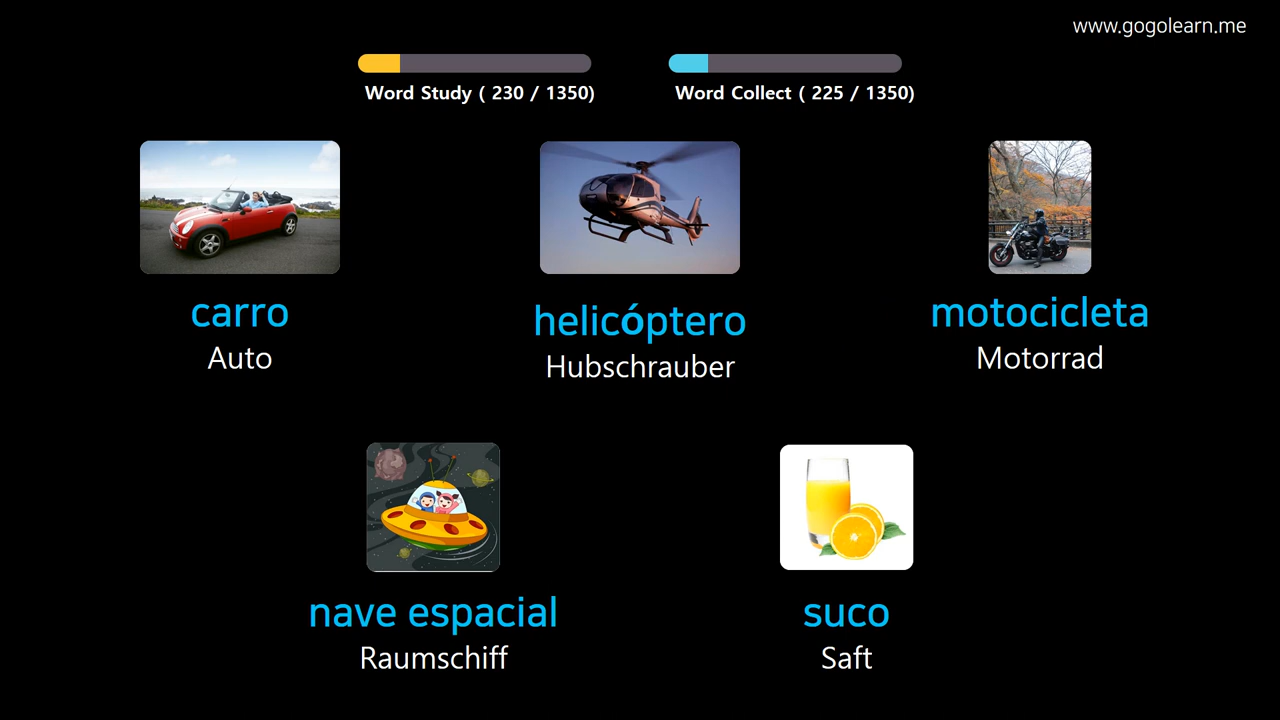 www.gogolearn.me
Word Study ( 230 / 1350)
Word Collect ( 225 / 1350)
carro
Auto
helicóptero
Hubschrauber
motocicleta
Motorrad
nave espacial
Raumschiff
suco
Saft